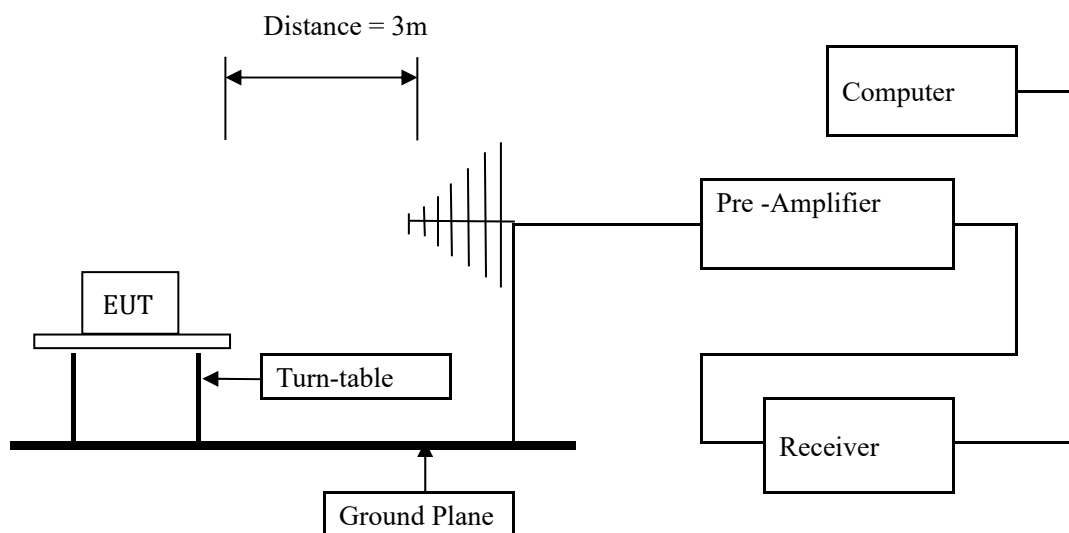 Distance = 3m
Computer
Pre -Amplifier
EUT
Turn-table
Receiver
Ground Plane